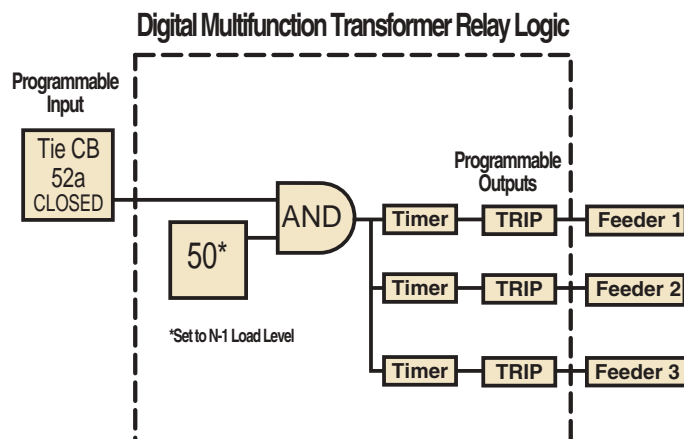 Digital Multifunction Transformer Relay Logic
Programmable
Input
Tie CB
52a
CLOSED
Programmable
Outputs
AND
50*
Timer
TRIP
Feeder 1
Timer
TRIP
Feeder 2
*Set to N-1 Load Level
Timer
TRIP
Feeder 3